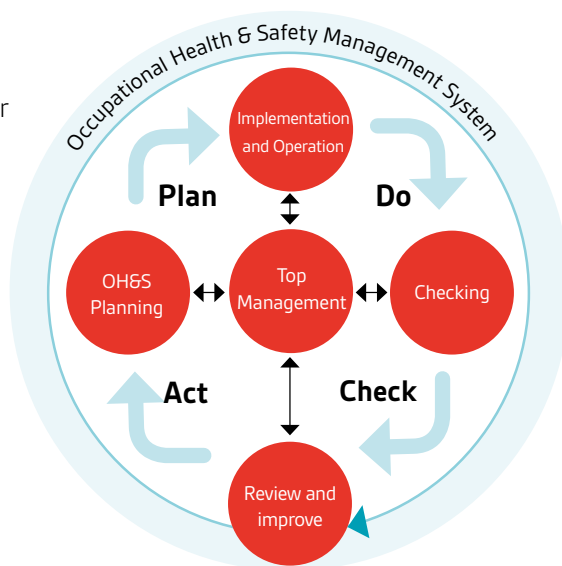 Occupational Health & Safety Management System
r
Implementation
and Operation
Plan
Do
OH&S
Planning
Top
Management
Checking
Act
Check
Review and
improve